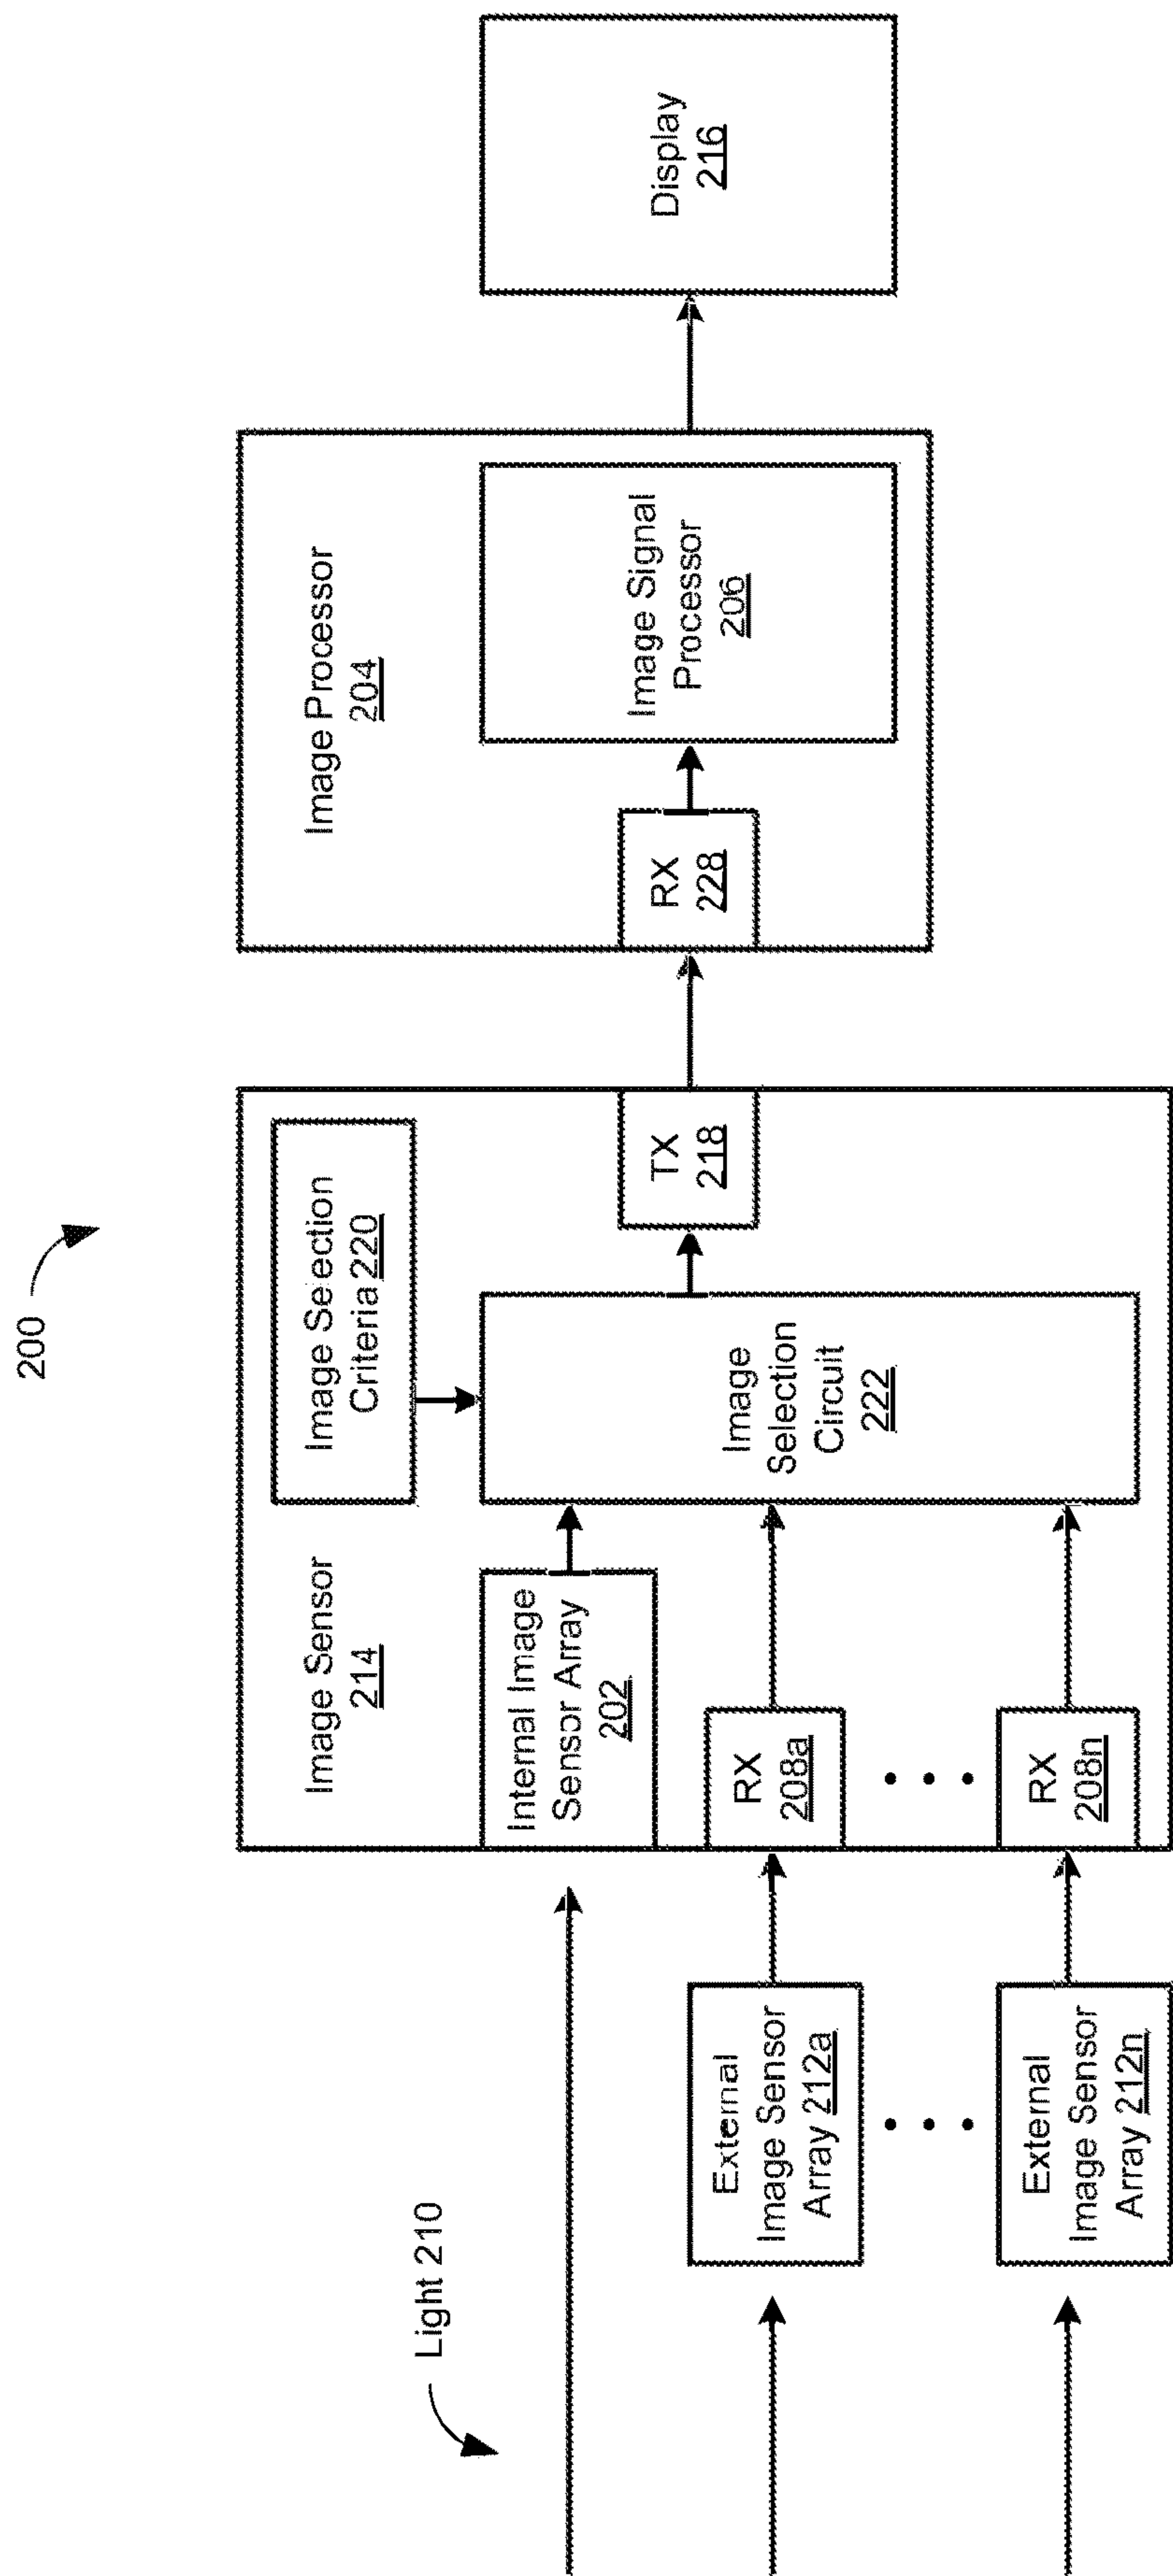 200
Light 210
External
Image Sensor
Array 212a
External
Image Sensor
Array 212n
Image Sensor
214
Internal Image
Sensor Array
202
RX
208a
RX
208n
Image Selection
Criteria 220
Image
Selection
Circuit
222
TX
218
Image Processor
204
RX
228
Image Signal
Processor
206
Display
216